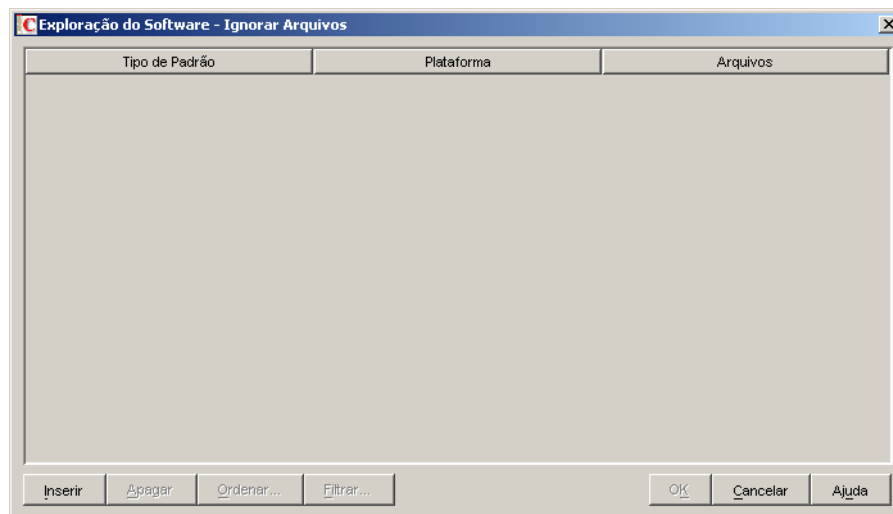 Exploração do Software - Ignorar Arquivos
Tipo de Padrão Plataforma Arquivos
Inserir Apagar Ordenar... Filtrar... OK Cancelar Ajuda